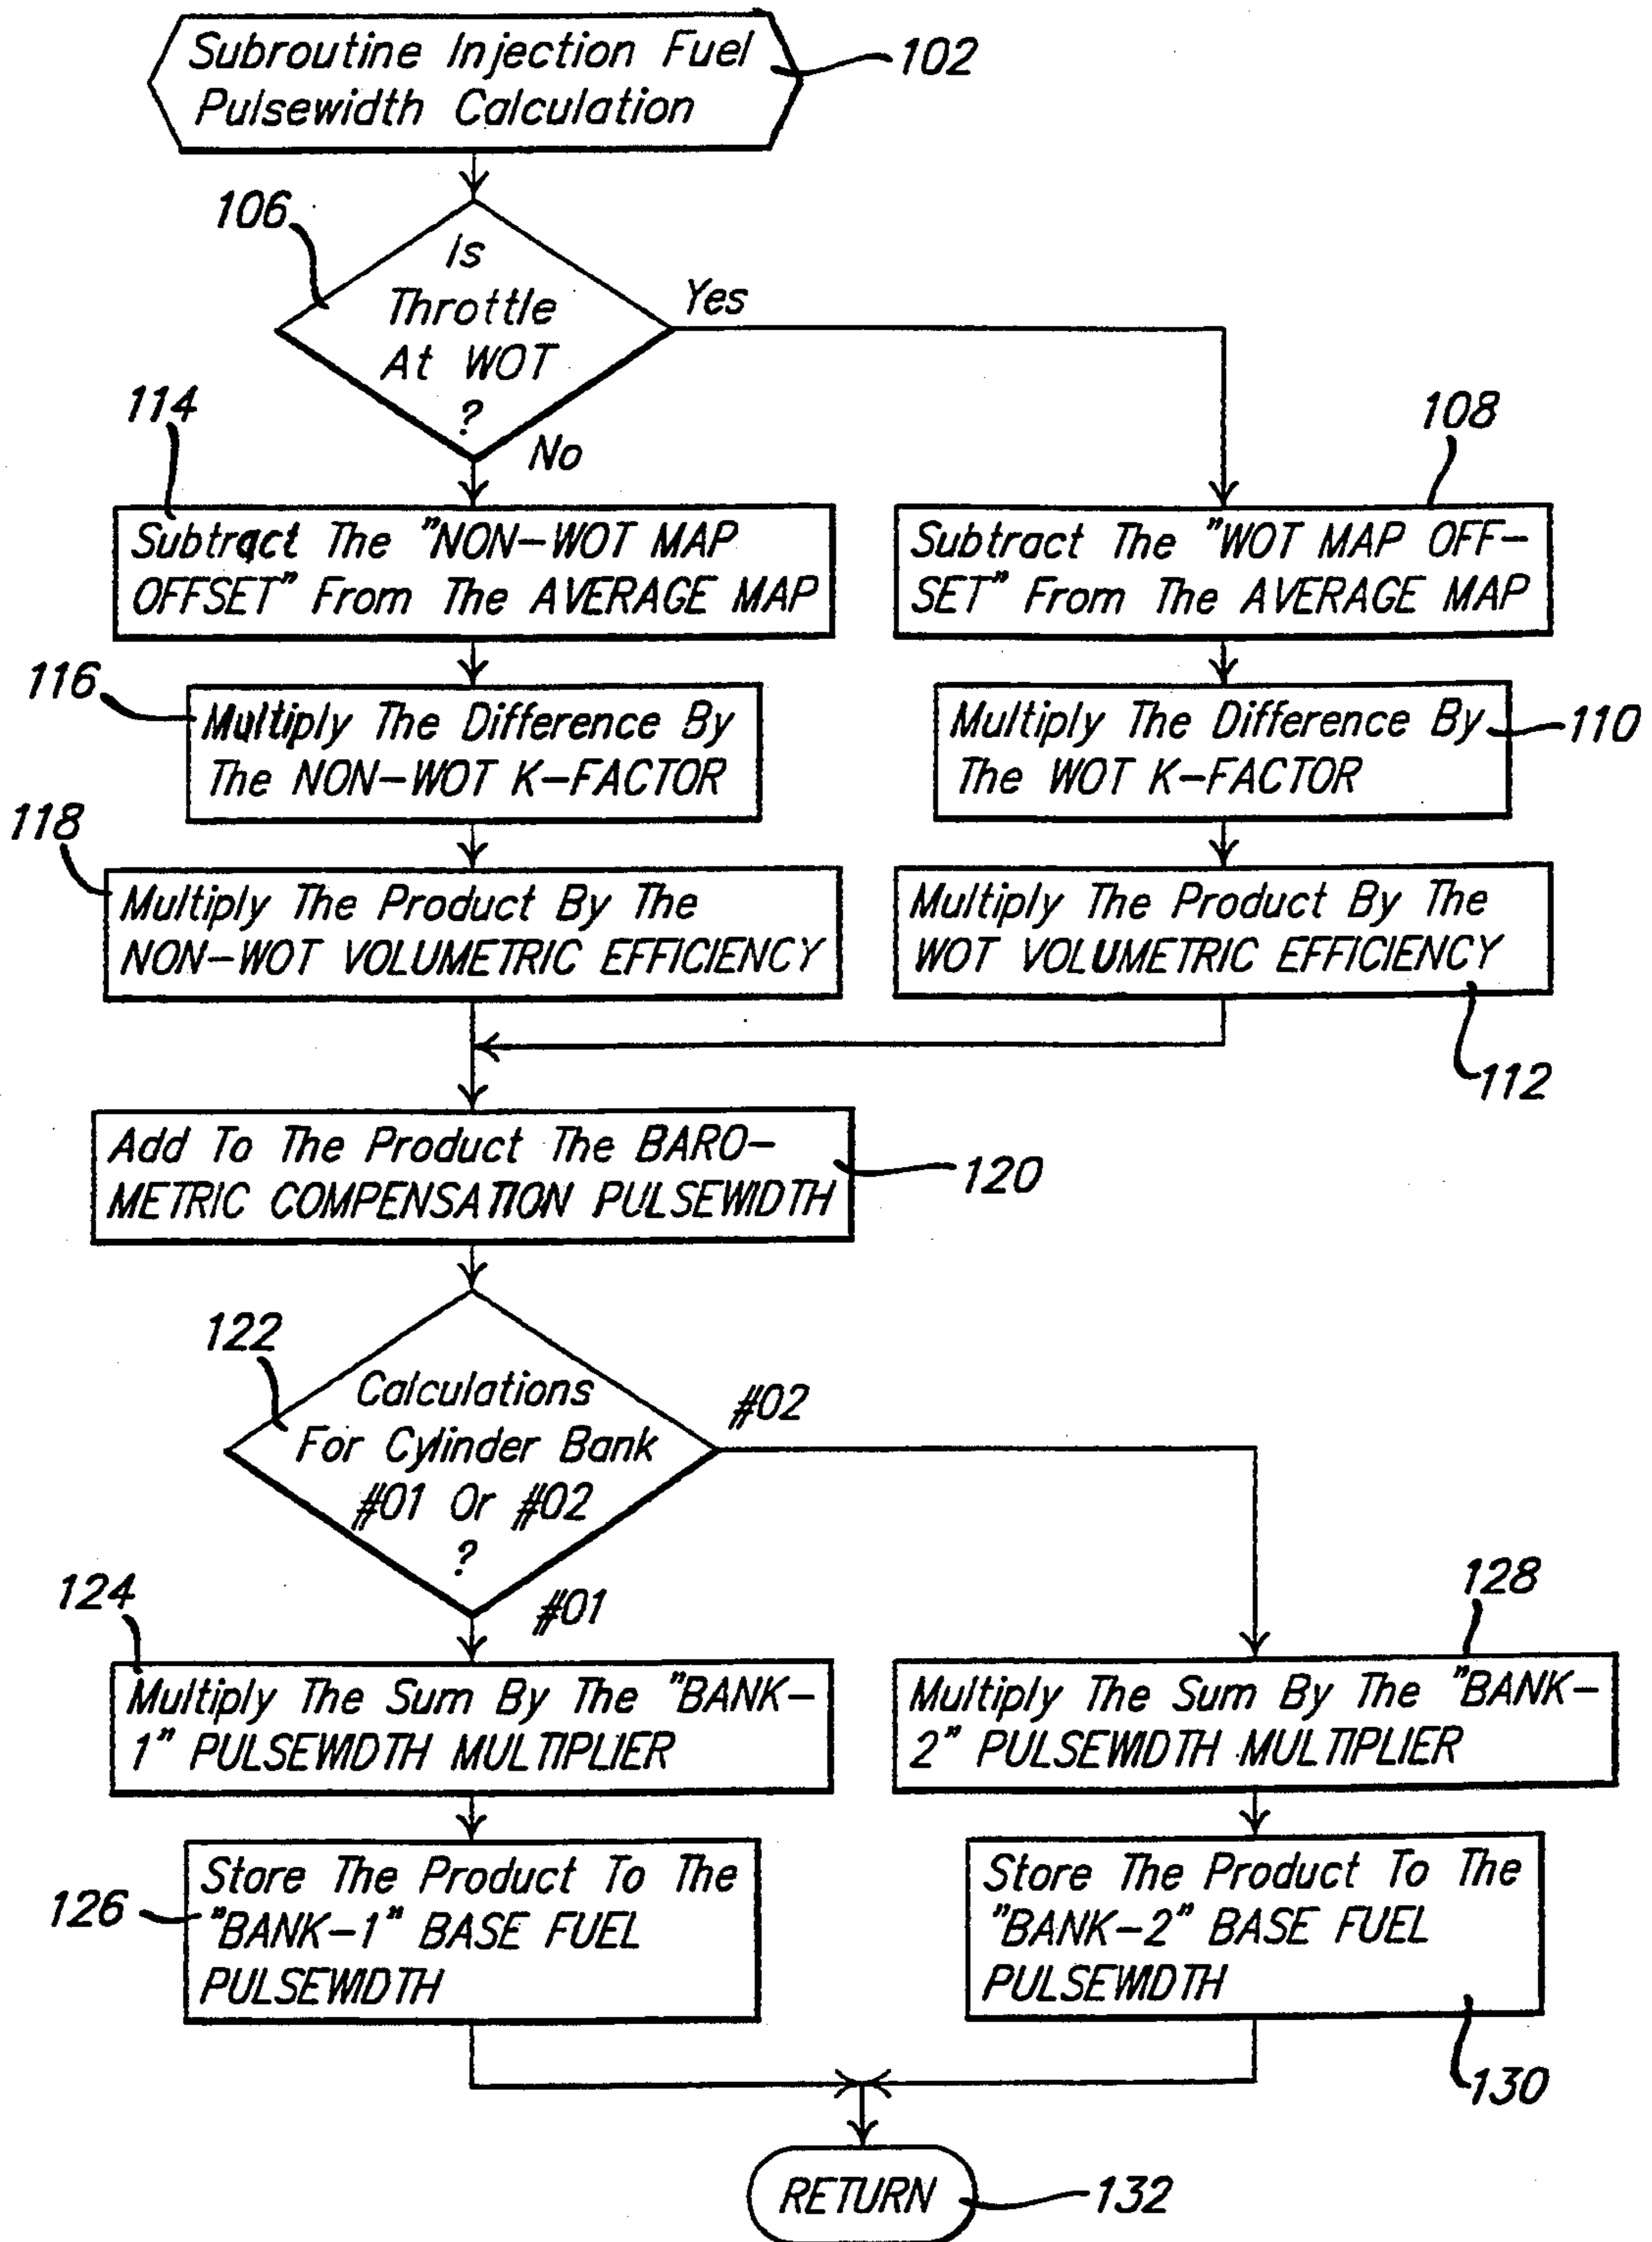 Subroutine Injection Fuel
Pulsewidth Calculation
102
106
Is
Throttle
At WOT
?
Yes
No
114
Subtract The "NON-WOT MAP
OFFSET" From The AVERAGE MAP
108
Subtract The "WOT MAP OFF-
SET" From The AVERAGE MAP
116
Multiply The Difference By
The NON-WOT K-FACTOR
Multiply The Difference By
The WOT K-FACTOR
110
118
Multiply The Product By The
NON-WOT VOLUMETRIC EFFICIENCY
Multiply The Product By The
WOT VOLUMETRIC EFFICIENCY
112
Add To The Product The BARO-
METRIC COMPENSATION PULSEWIDTH
120
122
Calculations
For Cylinder Bank
#01 Or #02
?
#02
#01
124
Multiply The Sum By The "BANK-
1" PULSEWIDTH MULTIPLIER
128
Multiply The Sum By The "BANK-
2" PULSEWIDTH MULTIPLIER
126
Store The Product To The
"BANK-1" BASE FUEL
PULSEWIDTH
Store The Product To The
"BANK-2" BASE FUEL
PULSEWIDTH
130
RETURN
132